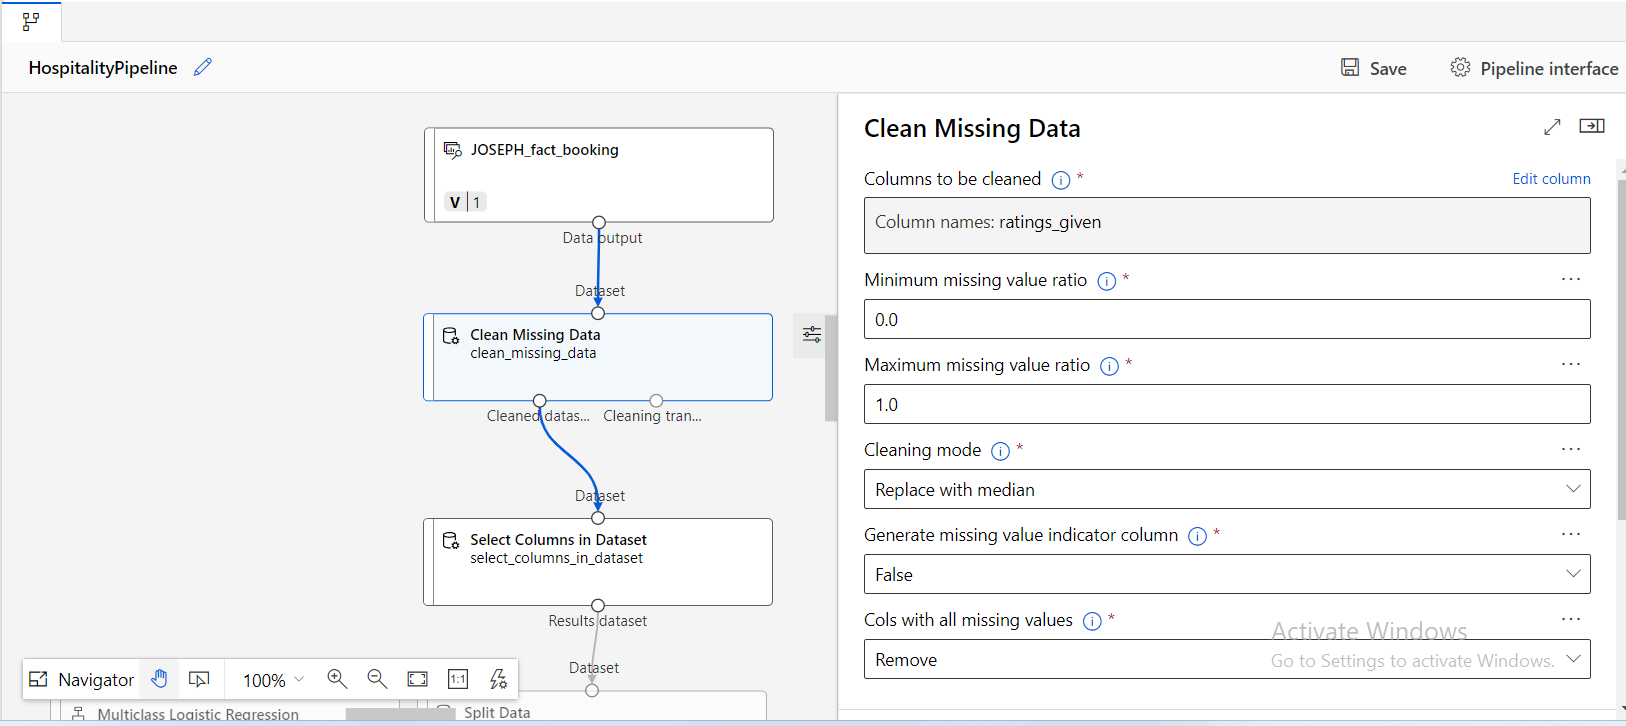 HospitalityPipeline
Save
Pipeline interface
JOSEPH_fact_booking
V | 1
Data output
Dataset
Clean Missing Data
clean_missing_data
Cleaned datas...
Cleaning tran...
Dataset
Select Columns in Dataset
select_columns_in_dataset
Results dataset
Dataset
Navigator
100%
1:1
Multiclass Logistic Regression
Split Data
Clean Missing Data
Columns to be cleaned *
Edit column
Column names: ratings_given
Minimum missing value ratio *
0.0
Maximum missing value ratio *
1.0
Cleaning mode *
Replace with median
Generate missing value indicator column *
False
Cols with all missing values *
Remove
Activate Windows
Go to Settings to activate Windows.